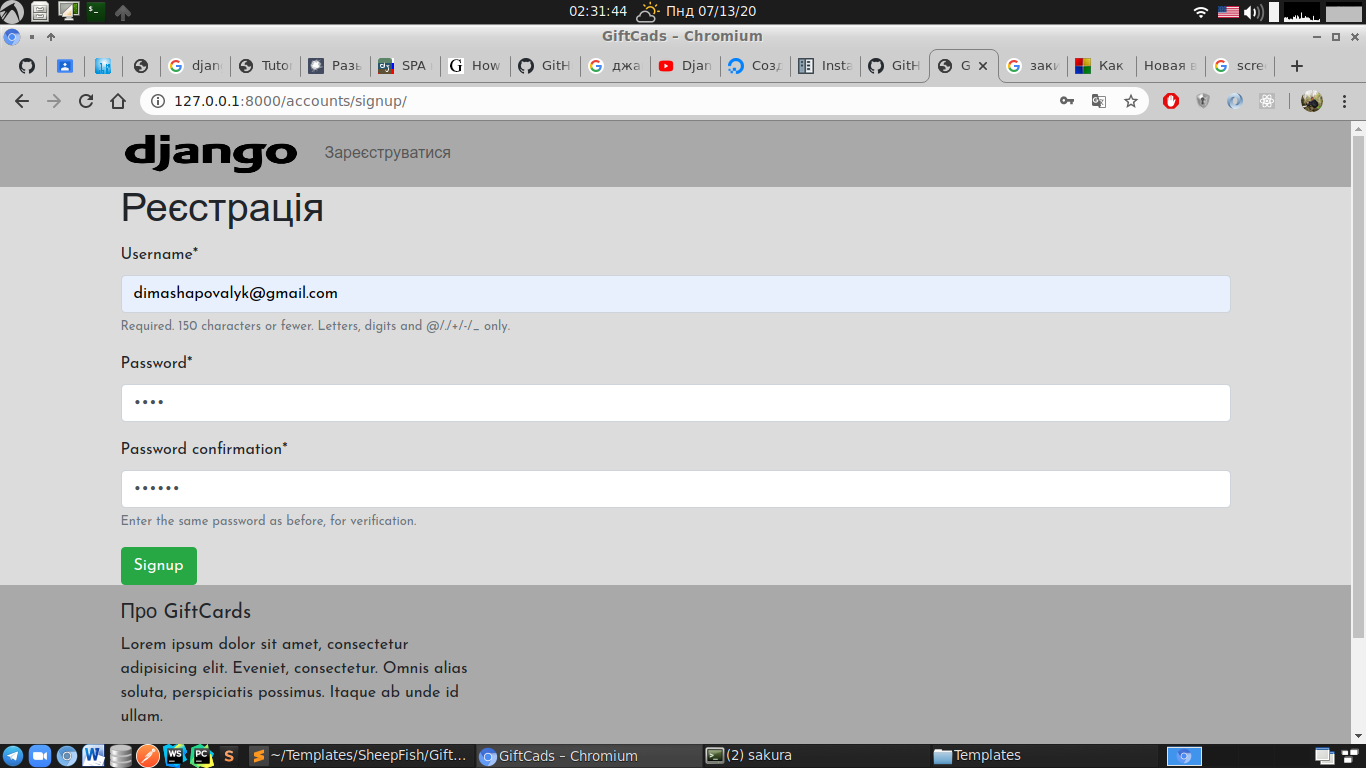 02:31:44 Пнд 07/13/20
GiftCads – Chromium
djan Tuto Разь SPA How GitH джа Djan Созд Insta GitH G заки Как Новая в scre
127.0.0.1:8000/accounts/signup/
django Зареєструватися
Реєстрація
Username*
dimashapovalyk@gmail.com
Required. 150 characters or fewer. Letters, digits and @/./+/-/_ only.
Password*
••••
Password confirmation*
••••••
Enter the same password as before, for verification.
Signup
Про GiftCards
Lorem ipsum dolor sit amet, consectetur
adipisicing elit. Eveniet, consectetur. Omnis alias
soluta, perspiciatis possimus. Itaque ab unde id
ullam.
~/Templates/SheepFish/Gift... GiftCads – Chromium (2) sakura Templates